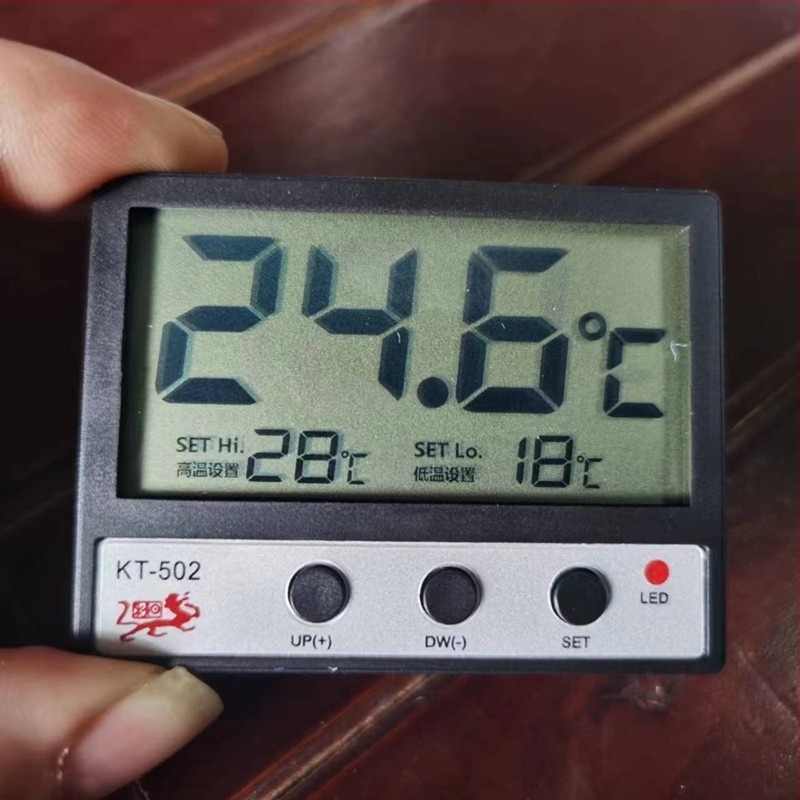 24.6℃
SET Hi. 28℃ SET Lo. 18℃
高温设置 低温设置
KT-502
UP(+) DW(-) SET LED